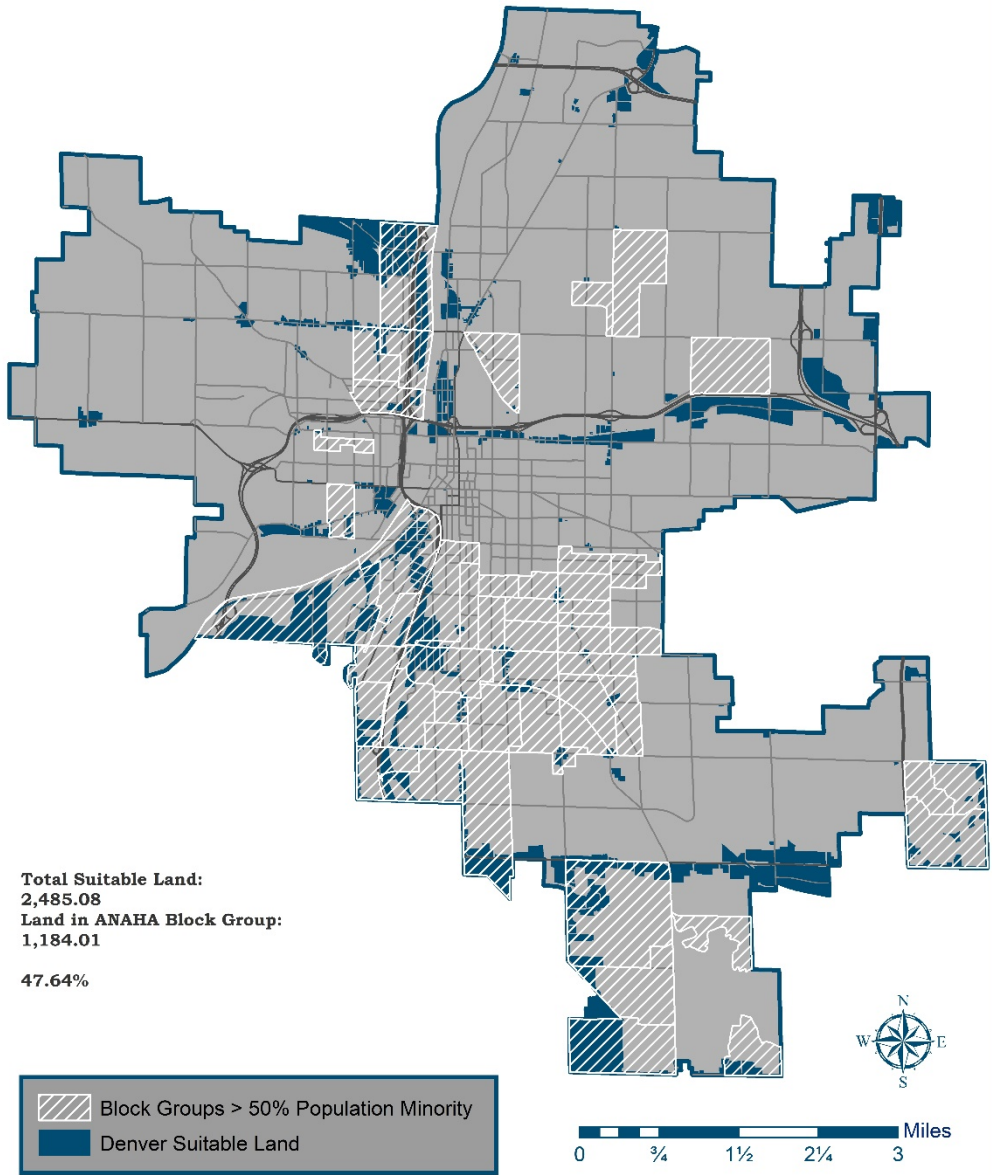 Total Suitable Land:
2,485.08
Land in ANAHA Block Group:
1,184.01
47.64%
N
W E
S
Block Groups > 50% Population Minority
Denver Suitable Land
Miles
0 ¾ 1½ 2¼ 3